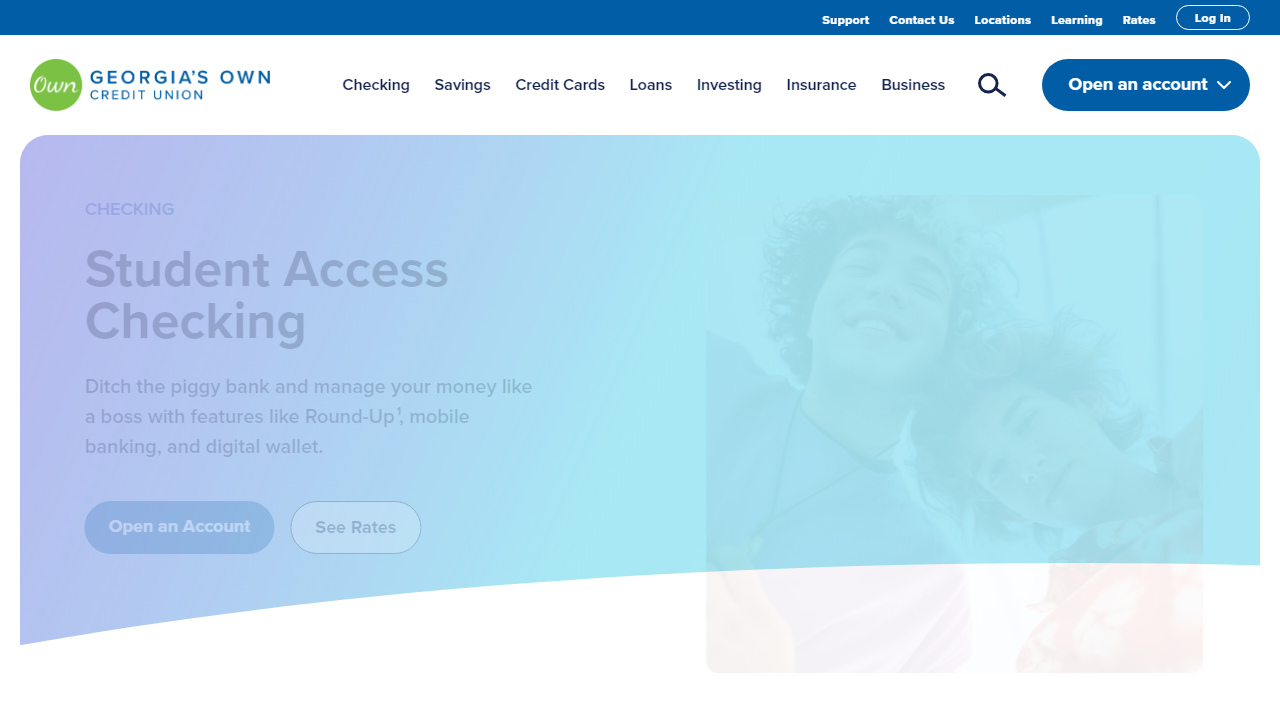 Support Contact Us Locations Learning Rates Log In
Own GEORGIA'S OWN
CREDIT UNION
Checking Savings Credit Cards Loans Investing Insurance Business
Open an account
CHECKING
Student Access
Checking
Ditch the piggy bank and manage your money like
a boss with features like Round-Up¹, mobile
banking, and digital wallet.
Open an Account See Rates